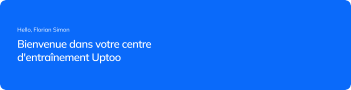 Hello, Florian Simon
Bienvenue dans votre centre
d'entraînement Uptoo